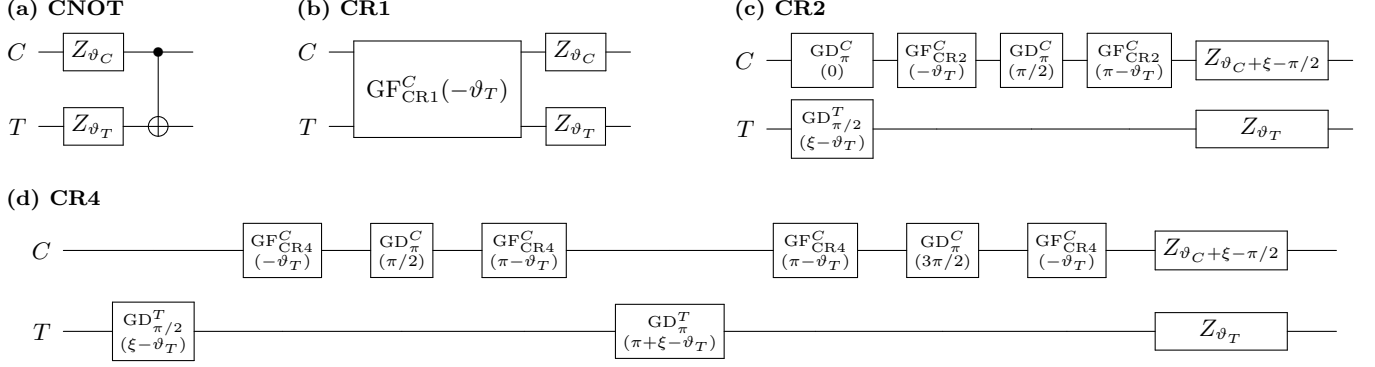 (a) CNOT
C Z_{ϑ_C}
T Z_{ϑ_T}
(b) CR1
C Z_{ϑ_C}
GF^C_{CR1}(−ϑ_T)
T Z_{ϑ_T}
(c) CR2
C GD^C_π (0) GF^C_{CR2} (−ϑ_T) GD^C_π (π/2) GF^C_{CR2} (π−ϑ_T) Z_{ϑ_C+ξ−π/2}
T GD^T_{π/2} (ξ−ϑ_T) Z_{ϑ_T}
(d) CR4
C GF^C_{CR4} (−ϑ_T) GD^C_π (π/2) GF^C_{CR4} (π−ϑ_T) GF^C_{CR4} (π−ϑ_T) GD^C_π (3π/2) GF^C_{CR4} (−ϑ_T) Z_{ϑ_C+ξ−π/2}
T GD^T_{π/2} (ξ−ϑ_T) GD^T_π (π+ξ−ϑ_T) Z_{ϑ_T}